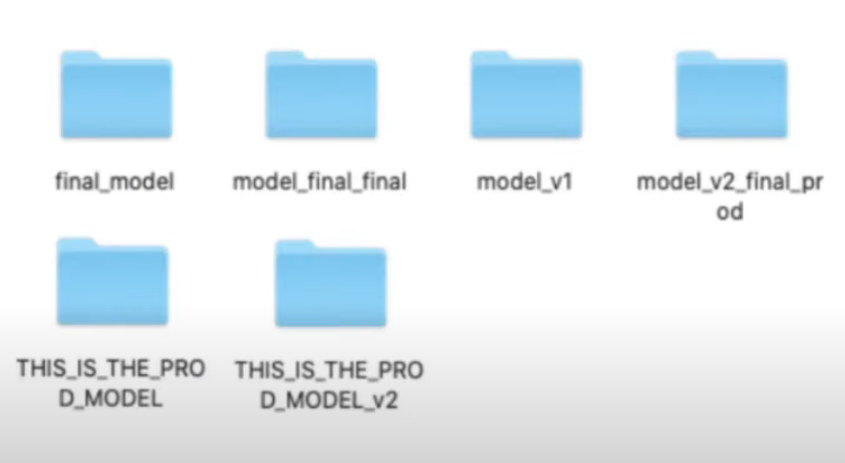 final_model
model_final_final
model_v1
model_v2_final_pr
od
THIS_IS_THE_PRO
D_MODEL
THIS_IS_THE_PRO
D_MODEL_v2